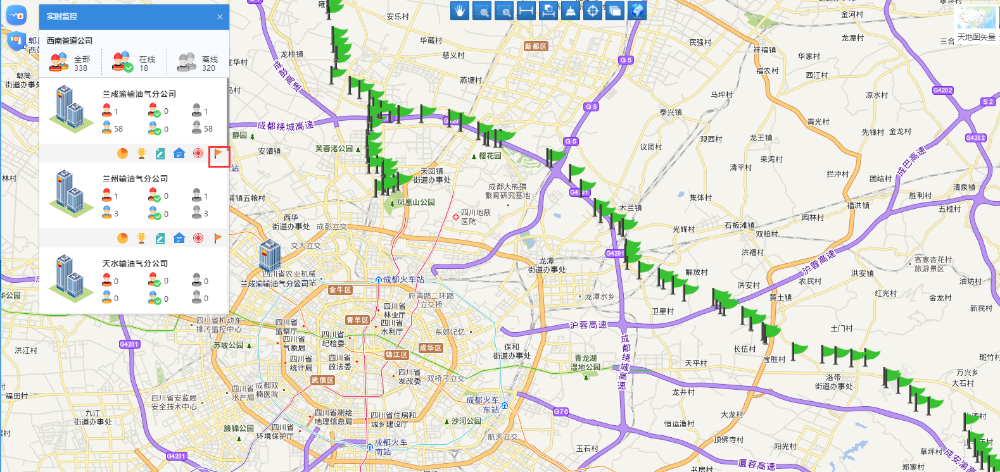 实时监控
×
西南管道公司
全部
338
在线
18
离线
320
兰成渝输油气分公司
1
0
1
58
0
58
兰州输油气分公司
1
0
1
3
0
3
天水输油气分公司
0
0
0
0
0
0
天地图矢量
安乐村
金河村
龙潭村
三合
华藏村
新都区
民强村
祥福镇
华家村
龙桥镇
慈义村
G5
福农村
西江村
成彭高速
燕塘村
郫筒
街道办事处
G4202
马坪村
凉水村
S2
G5
泰兴镇
青光村
成都绕城高速
静园
先锋村
金龙村
G4202
龙王镇
观西村
芙蓉渚公园
安靖镇
G5
议团村
樱花园
梁湾村
成巴高速
清平村
拦冲村
团结村
天回镇
街道办事处
清泉镇
成都大熊猫
繁育研究基地
G4201
集体村
胜利村
凤凰山公园
木兰镇
福洪镇
五桂村
四川地质
医院
西华
街道办事处
成彭立交
园林村
石板滩镇
光辉村
双柏村
交大立交
洪福村
G4201
沪蓉高速
龙潭
街道办事处
客家杏花村
旅游景区
四川省农业机械
兰成渝输油气分公司站
成都火车站
解放村
洪安镇
农民村
油坊村
金牛区
洪安村
府青路二环路
立交桥
龙潭水乡
黄土镇
红光村
金龙村
卫星村
新民村
四川省
林业厅
青羊区
四川省机动车
排污监控中心
四川省
监察厅
四川省
水利厅
沪蓉高速
土门村
东郊记忆
四川省
纪检委
G4201
苏坡公园
四川省
气象局
成华区
保和
街道办事处
长伍村
洪江村
锦江区
成都绕城高速
青龙湖
湿地公园
宝胜村
四川省
统计局
四川省
政法委
天平村
斑竹村
四川省
发改委
双桥子立交
万兴乡
大石村
武侯区
洛带
街道办事处
成都双
楠医院
四川省
水产局
龙井村
福田村
四川省安监局
安全技术中心
成都火车
东站
G76
九江
街道办事处
四川省测绘
地理信息局
四川省住房和
城乡建设厅
沙河公园
大龙村
恒运渔村
簇锦公园
四川省
环境保护厅
航天立交
顶佛寺村
成都火车
南站
玉石村
阳光村
草坪村
G4201
厦蓉高速
书房村
郑家村